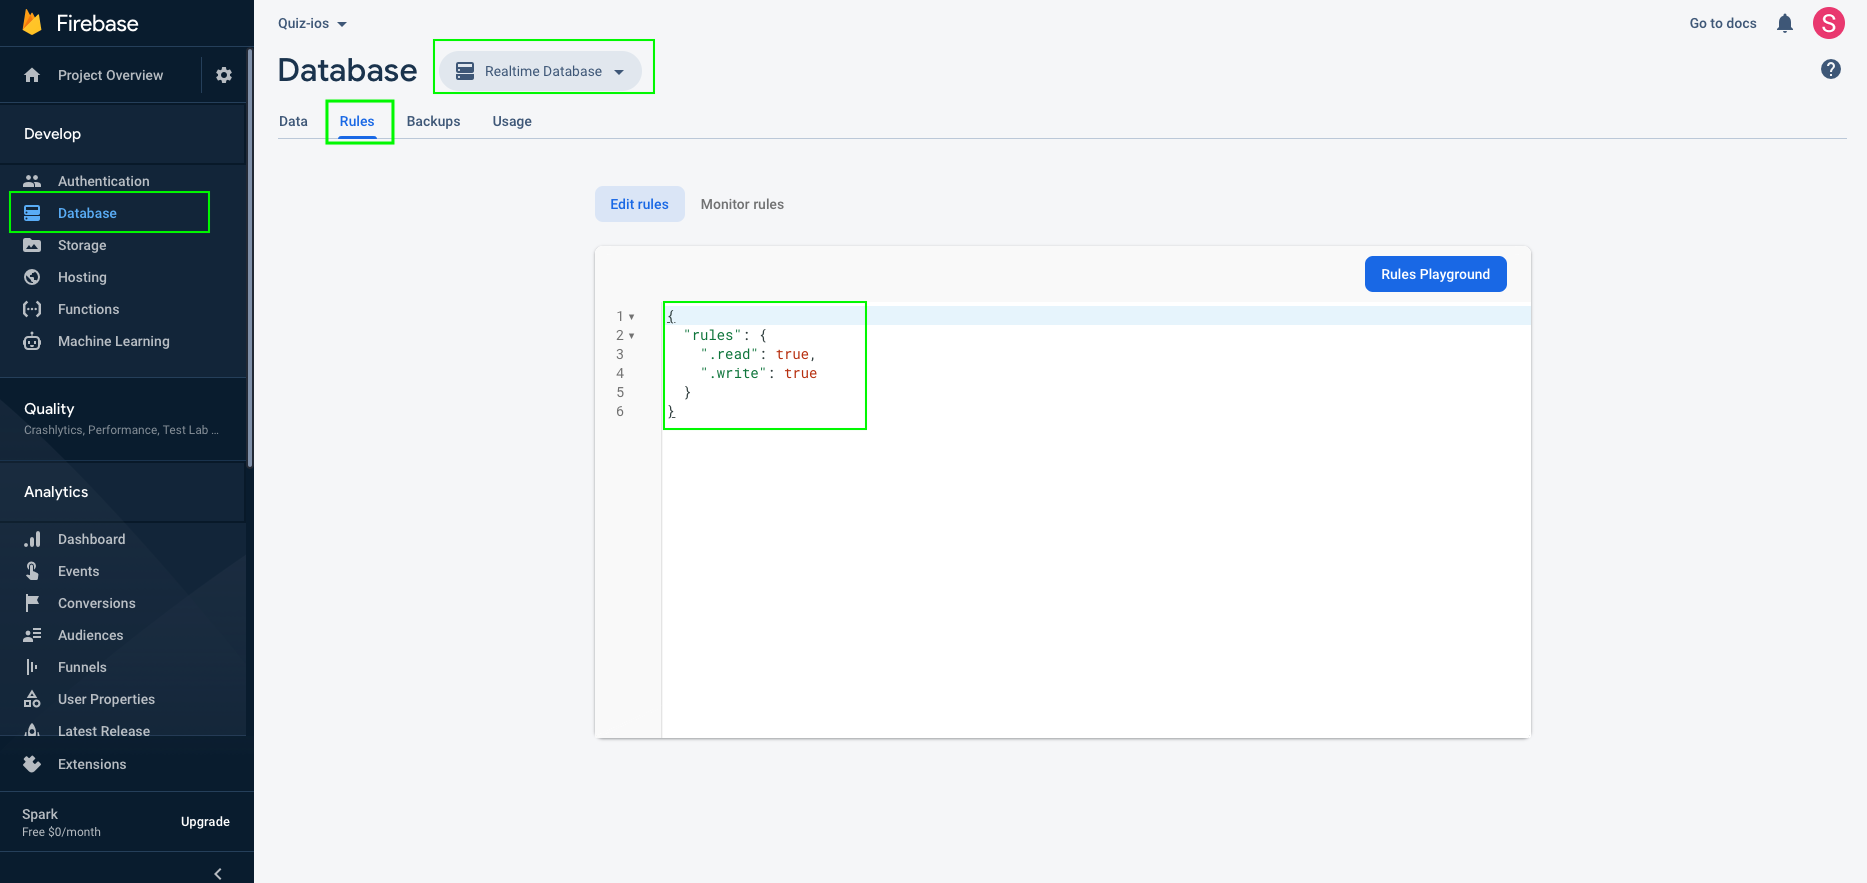 Firebase
Project Overview
Develop
Authentication
Database
Storage
Hosting
Functions
Machine Learning
Quality
Crashlytics, Performance, Test Lab ...
Analytics
Dashboard
Events
Conversions
Audiences
Funnels
User Properties
Latest Release
Extensions
Spark
Free $0/month
Upgrade
Quiz-ios
Go to docs
S
Database
Realtime Database
Data
Rules
Backups
Usage
Edit rules
Monitor rules
Rules Playground
1 {
2 "rules": {
3 ".read": true,
4 ".write": true
5 }
6 }